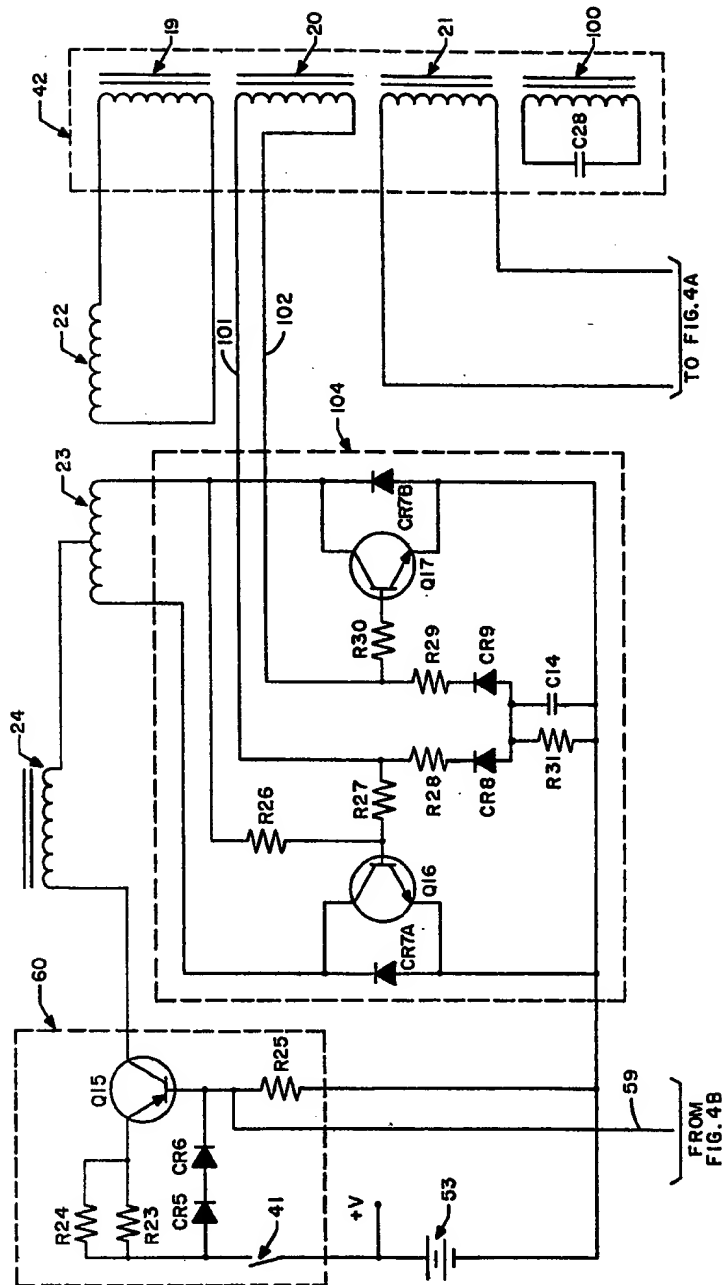 42
19
20
21
100
C28
22
101
102
TO FIG.4A
23
104
24
CR7B
Q17
R30
R29
CR9
C14
R31
R28
CR8
R26
R27
Q16
CR7A
60
Q15
R25
R24
R23
CR5
CR6
41
+V
53
59
FROM
FIG. 4B